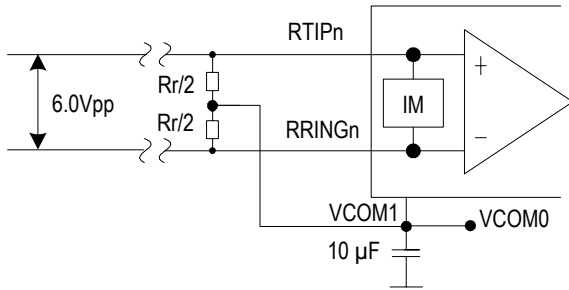 RTIPn
Rr/2
6.0Vpp
Rr/2
IM
+
−
RRINGn
VCOM1
VCOM0
10 µF